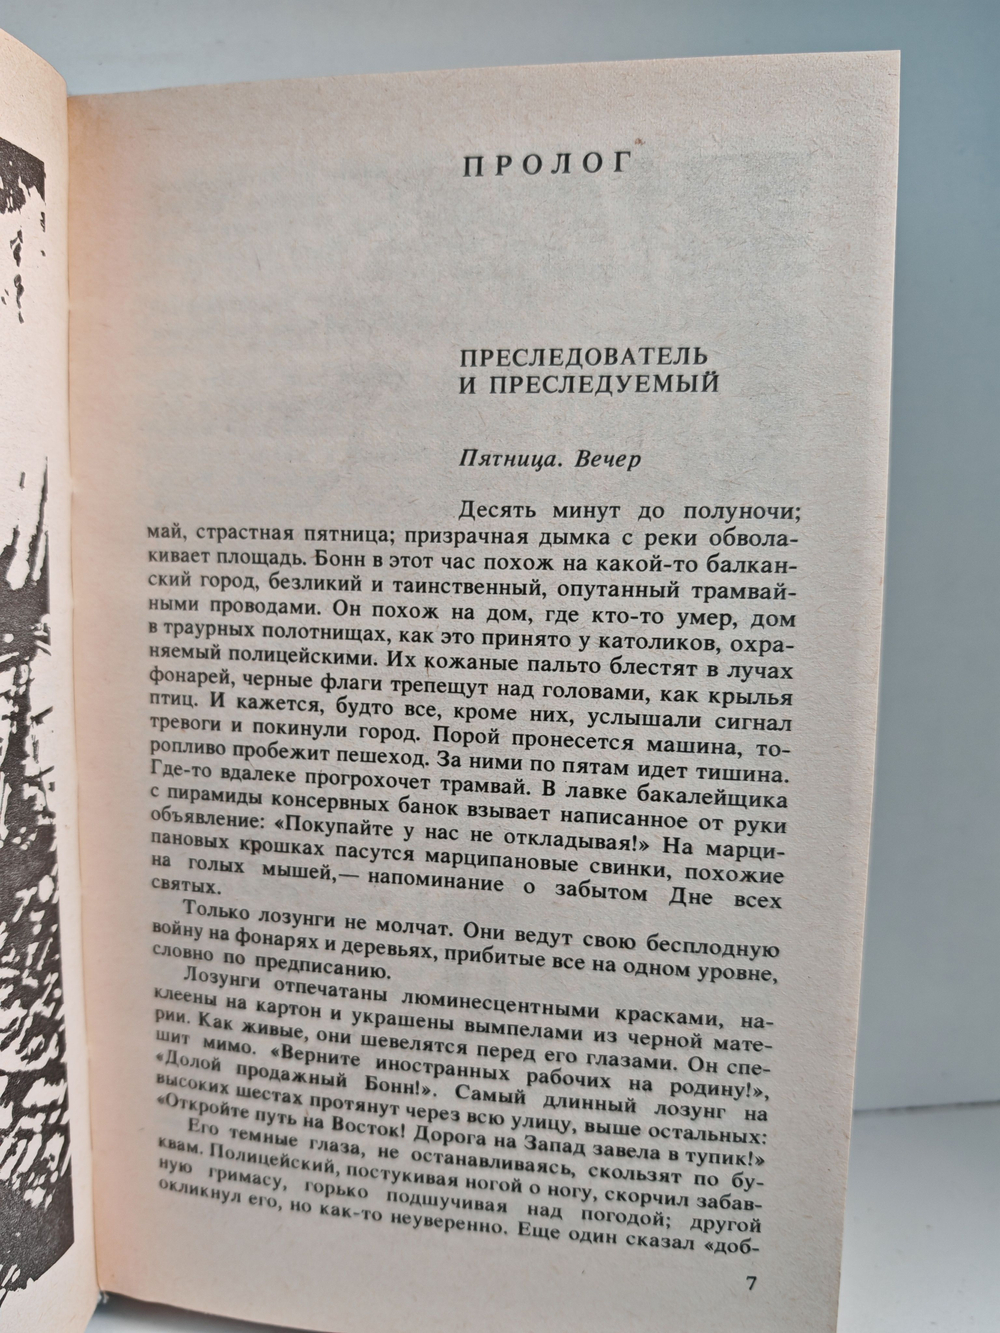 ПРОЛОГ
ПРЕСЛЕДОВАТЕЛЬ
И ПРЕСЛЕДУЕМЫЙ
Пятница. Вечер
Десять минут до полуночи;
май, страстная пятница; призрачная дымка с реки обвола-
кивает площадь. Бонн в этот час похож на какой-то балкан-
ский город, безликий и таинственный, опутанный трамвай-
ными проводами. Он похож на дом, где кто-то умер, дом
в траурных полотнищах, как это принято у католиков, охра-
няемый полицейскими. Их кожаные пальто блестят в лучах
фонарей, черные флаги трепещут над головами, как крылья
птиц. И кажется, будто все, кроме них, услышали сигнал
тревоги и покинули город. Порой пронесется машина, то-
ропливо пробежит пешеход. За ними по пятам идет тишина.
Где-то вдалеке прогрохочет трамвай. В лавке бакалейщика
с пирамиды консервных банок взывает написанное от руки
объявление: «Покупайте у нас не откладывая!» На марци-
пановых крошках пасутся марципановые свинки, похожие
на голых мышей,— напоминание о забытом Дне всех
святых.
Только лозунги не молчат. Они ведут свою бесплодную
войну на фонарях и деревьях, прибитые все на одном уровне,
словно по предписанию.
Лозунги отпечатаны люминесцентными красками, на-
клеены на картон и украшены вымпелами из черной мате-
рии. Как живые, они шевелятся перед его глазами. Он спе-
шит мимо. «Верните иностранных рабочих на родину!»,
«Долой продажный Бонн!». Самый длинный лозунг на
высоких шестах протянут через всю улицу, выше остальных:
«Откройте путь на Восток! Дорога на Запад завела в тупик!»
Его темные глаза, не останавливаясь, скользят по бу-
квам. Полицейский, постукивая ногой о ногу, скорчил забав-
ную гримасу, горько подшучивая над погодой; другой
окликнул его, но как-то неуверенно. Еще один сказал «доб-
7